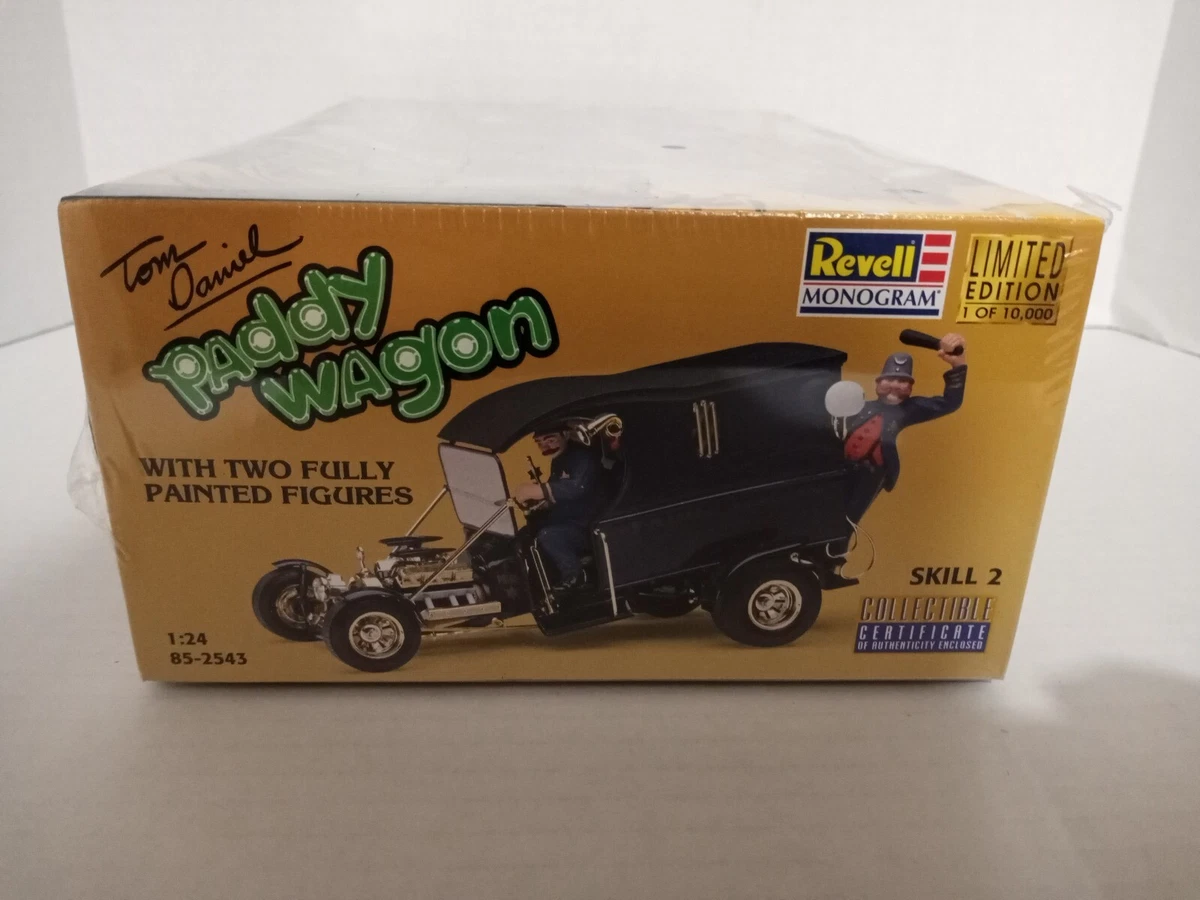 Tom
Daniel
PAddy
wAgon
WITH TWO FULLY
PAINTED FIGURES
Revell
MONOGRAM®
LIMITED
EDITION
1 OF 10,000
SKILL 2
COLLECTIBLE
CERTIFICATE
OF AUTHENTICITY ENCLOSED
1:24
85-2543